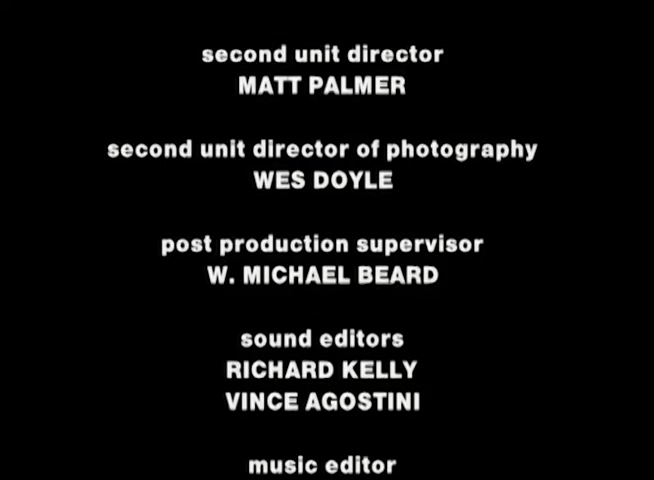 second unit director
MATT PALMER
second unit director of photography
WES DOYLE
post production supervisor
W. MICHAEL BEARD
sound editors
RICHARD KELLY
VINCE AGOSTINI
music editor